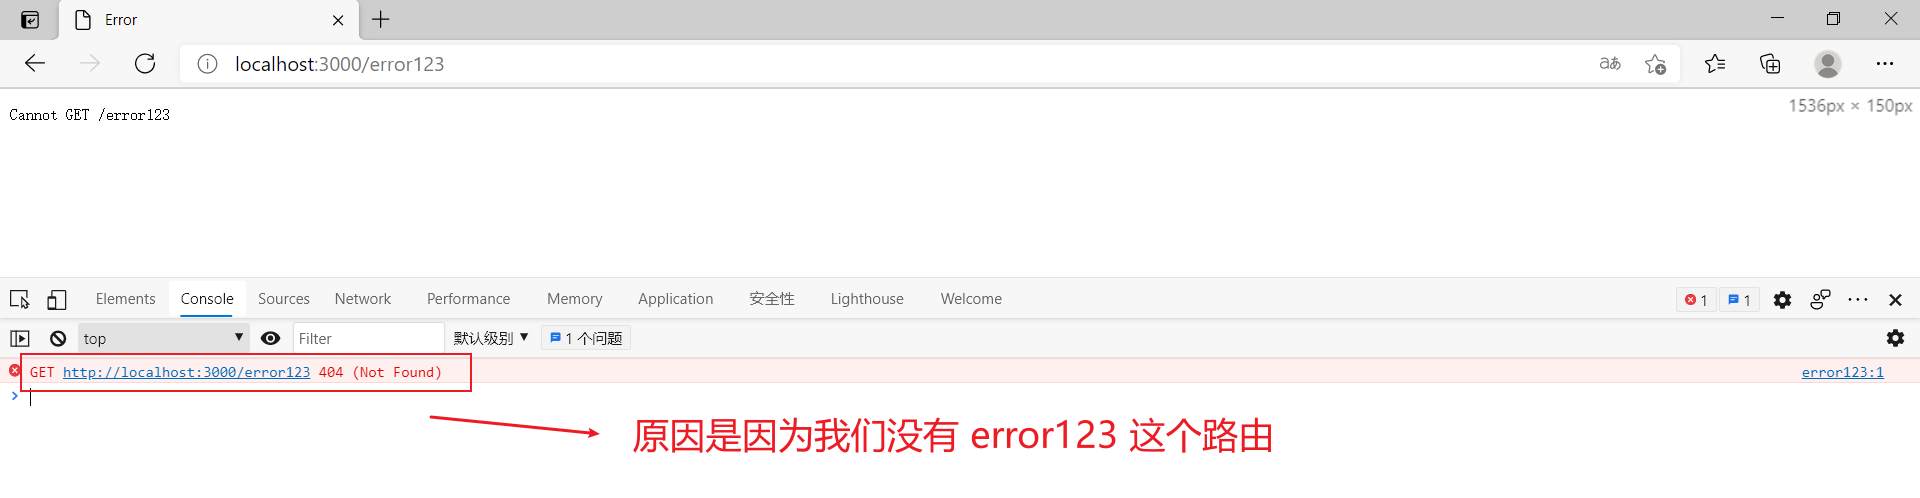 Error
localhost:3000/error123
aあ
Cannot GET /error123
1536px × 150px
Elements Console Sources Network Performance Memory Application 安全性 Lighthouse Welcome 1 1
top Filter 默认级别 1 个问题
GET http://localhost:3000/error123 404 (Not Found) error123:1
原因是因为我们没有 error123 这个路由